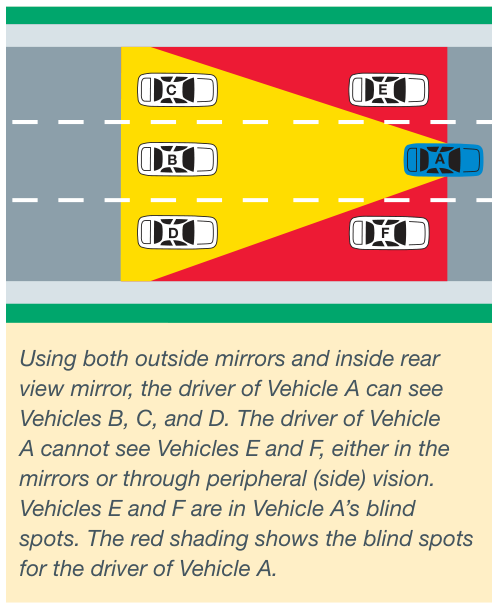 C
E
B
A
D
F
Using both outside mirrors and inside rear
view mirror, the driver of Vehicle A can see
Vehicles B, C, and D. The driver of Vehicle
A cannot see Vehicles E and F, either in the
mirrors or through peripheral (side) vision.
Vehicles E and F are in Vehicle A's blind
spots. The red shading shows the blind spots
for the driver of Vehicle A.